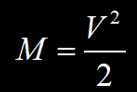 M = V² / 2